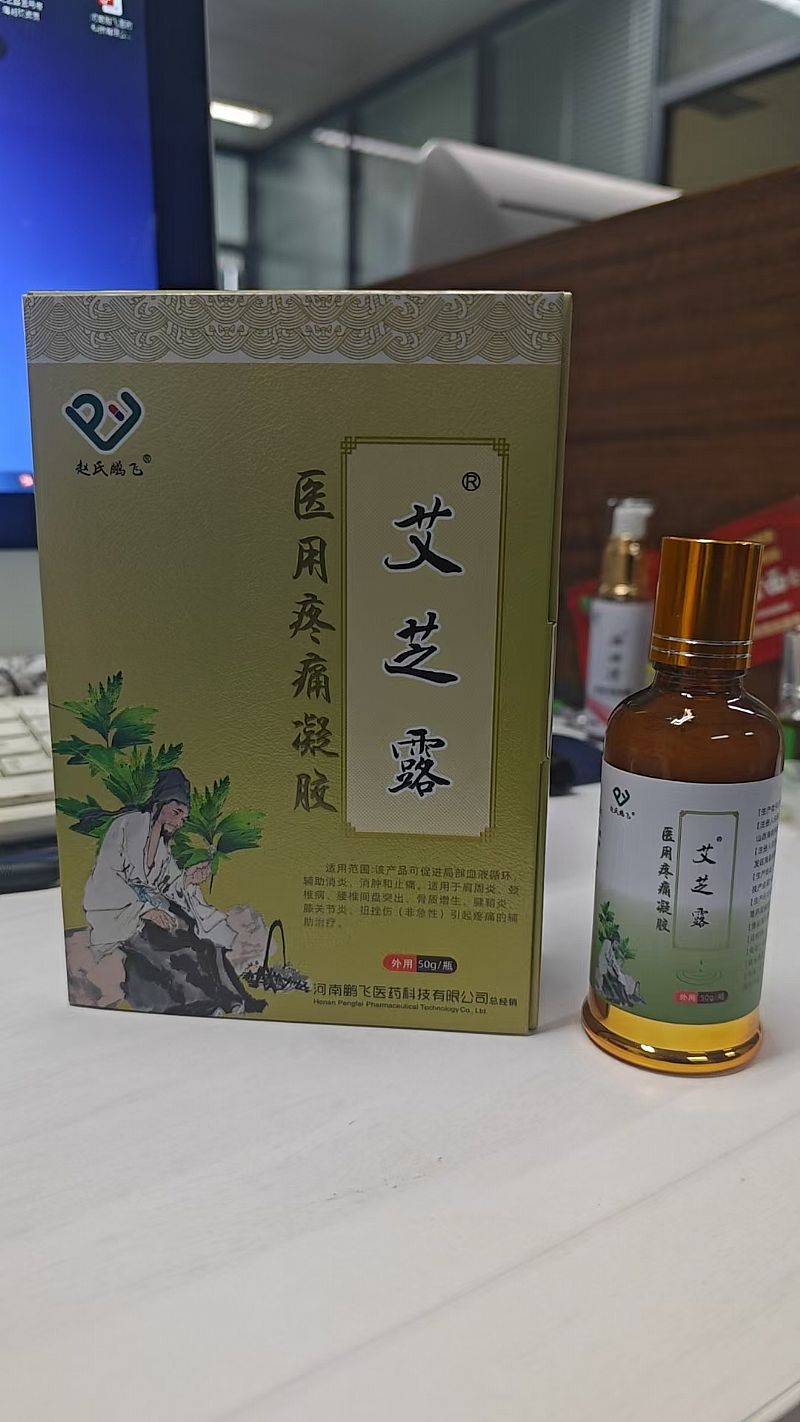 赵氏鹏飞®
艾芝露®
医用疼痛凝胶
适用范围:该产品可促进局部血液循环,
辅助消炎、消肿和止痛。适用于肩周炎、颈
椎病、腰椎间盘突出、骨质增生、腱鞘炎、
膝关节炎、扭挫伤（非急性）引起疼痛的辅
助治疗。
外用 50g/瓶
河南鹏飞医药科技有限公司总经销
Henan Pengfei Pharmaceutical Technology Co., Ltd.
赵氏鹏飞®
艾芝露®
医用疼痛凝胶
外用 50g/瓶